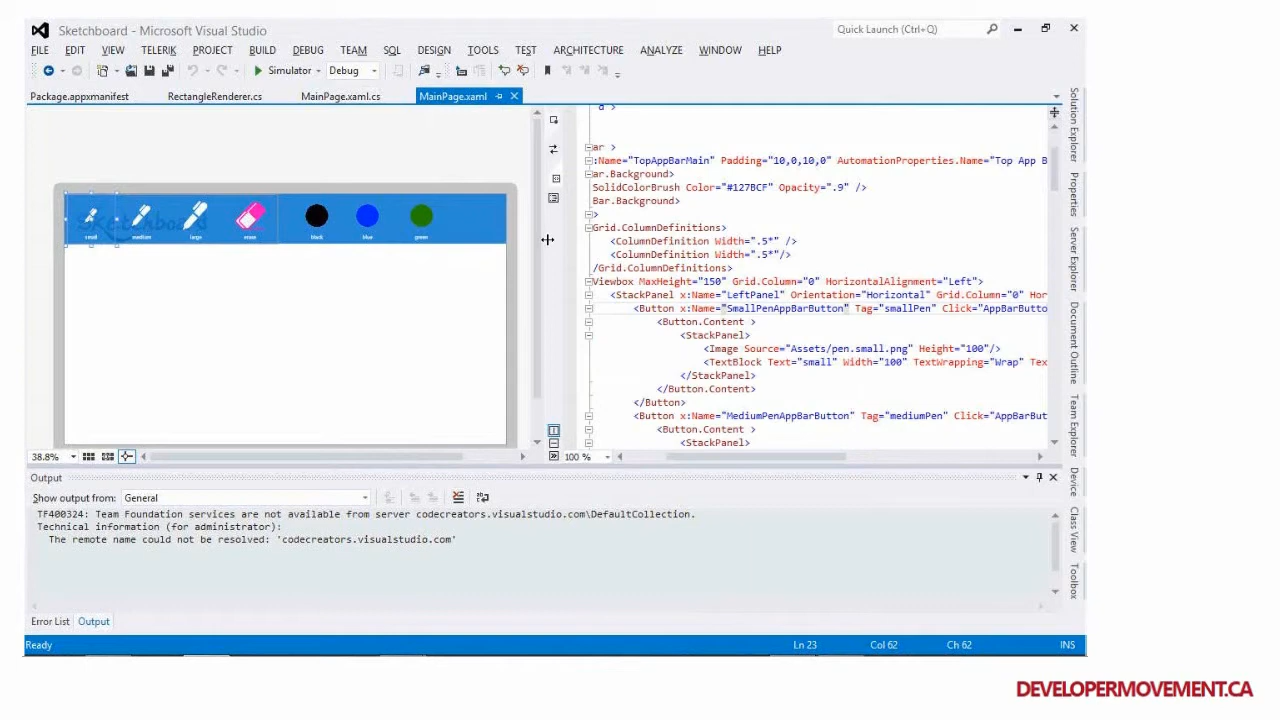 Sketchboard - Microsoft Visual Studio
Quick Launch (Ctrl+Q)
FILE EDIT VIEW TELERIK PROJECT BUILD DEBUG TEAM SQL DESIGN TOOLS TEST ARCHITECTURE ANALYZE WINDOW HELP
Simulator Debug
Package.appxmanifest RectangleRenderer.cs MainPage.xaml.cs MainPage.xaml
Sketchboard
small medium large erase black blue green
d >
ar >
:Name="TopAppBarMain" Padding="10,0,10,0" AutomationProperties.Name="Top App B
ar.Background>
SolidColorBrush Color="#127BCF" Opacity=".9" />
Bar.Background>
>
Grid.ColumnDefinitions>
<ColumnDefinition Width=".5*" />
<ColumnDefinition Width=".5*"/>
/Grid.ColumnDefinitions>
Viewbox MaxHeight="150" Grid.Column="0" HorizontalAlignment="Left">
<StackPanel x:Name="LeftPanel" Orientation="Horizontal" Grid.Column="0" Hor
<Button x:Name="SmallPenAppBarButton" Tag="smallPen" Click="AppBarButto
<Button.Content >
<StackPanel>
<Image Source="Assets/pen.small.png" Height="100"/>
<TextBlock Text="small" Width="100" TextWrapping="Wrap" Tex
</StackPanel>
</Button.Content>
</Button>
<Button x:Name="MediumPenAppBarButton" Tag="mediumPen" Click="AppBarBut
<Button.Content >
<StackPanel>
38.8%
100 %
Solution Explorer
Properties
Server Explorer
Document Outline
Team Explorer
Device
Class View
Toolbox
Output
Show output from: General
TF400324: Team Foundation services are not available from server codecreators.visualstudio.com\DefaultCollection.
Technical information (for administrator):
The remote name could not be resolved: 'codecreators.visualstudio.com'
Error List Output
Ready Ln 23 Col 62 Ch 62 INS
DEVELOPERMOVEMENT.CA